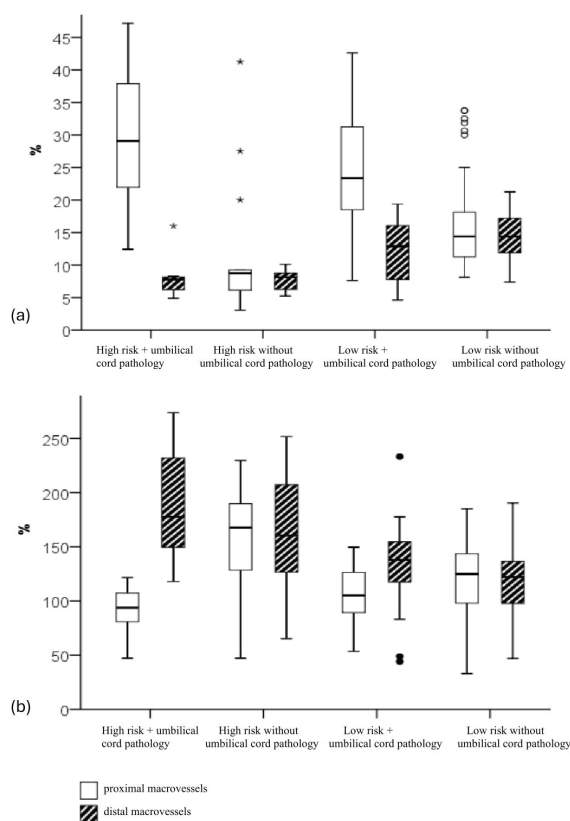 45
40
35
30
25
20
15
10
5
0
%
(a)
High risk + umbilical
cord pathology
High risk without
umbilical cord pathology
Low risk +
umbilical cord pathology
Low risk without
umbilical cord pathology
250
200
150
100
50
0
%
(b)
High risk + umbilical
cord pathology
High risk without
umbilical cord pathology
Low risk +
umbilical cord pathology
Low risk without
umbilical cord pathology
proximal macrovessels
distal macrovessels